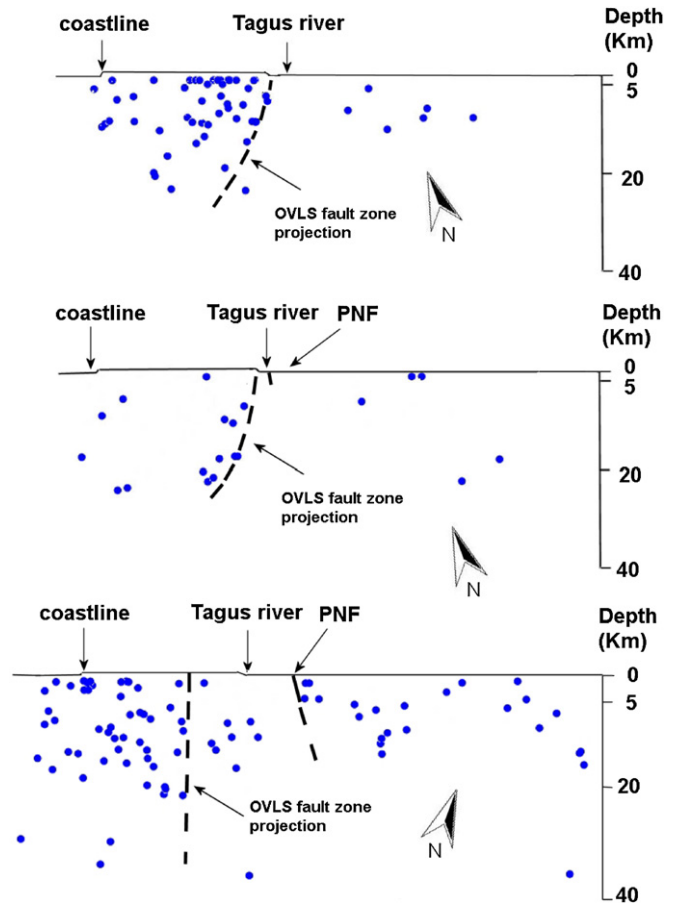 coastline Tagus river Depth
(Km)
0
5
20
40
OVLS fault zone
projection
N
coastline Tagus river PNF Depth
(Km)
0
5
20
40
OVLS fault zone
projection
N
coastline Tagus river PNF Depth
(Km)
0
5
20
40
OVLS fault zone
projection
N